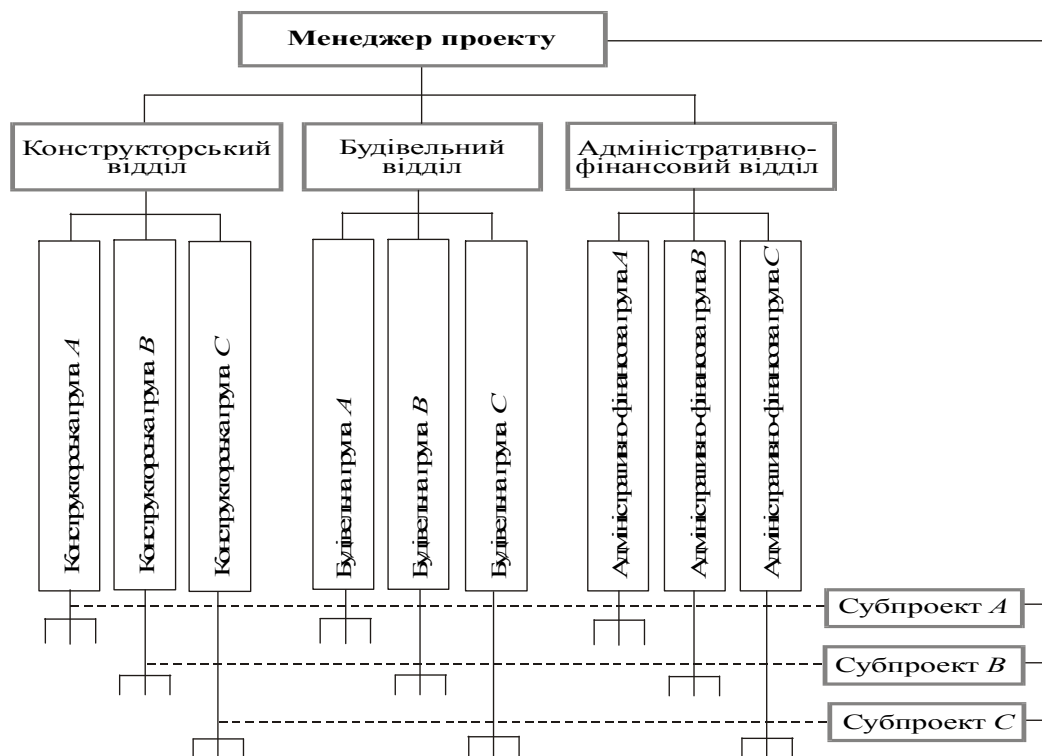 Менеджер проекту
Конструкторський
відділ
Будівельний
відділ
Адміністративно-
фінансовий відділ
Конструкторська група A
Конструкторська група B
Конструкторська група C
Будівельна група A
Будівельна група B
Будівельна група C
Адміністративно-фінансова група A
Адміністративно-фінансова група B
Адміністративно-фінансова група C
Субпроект A
Субпроект B
Субпроект C